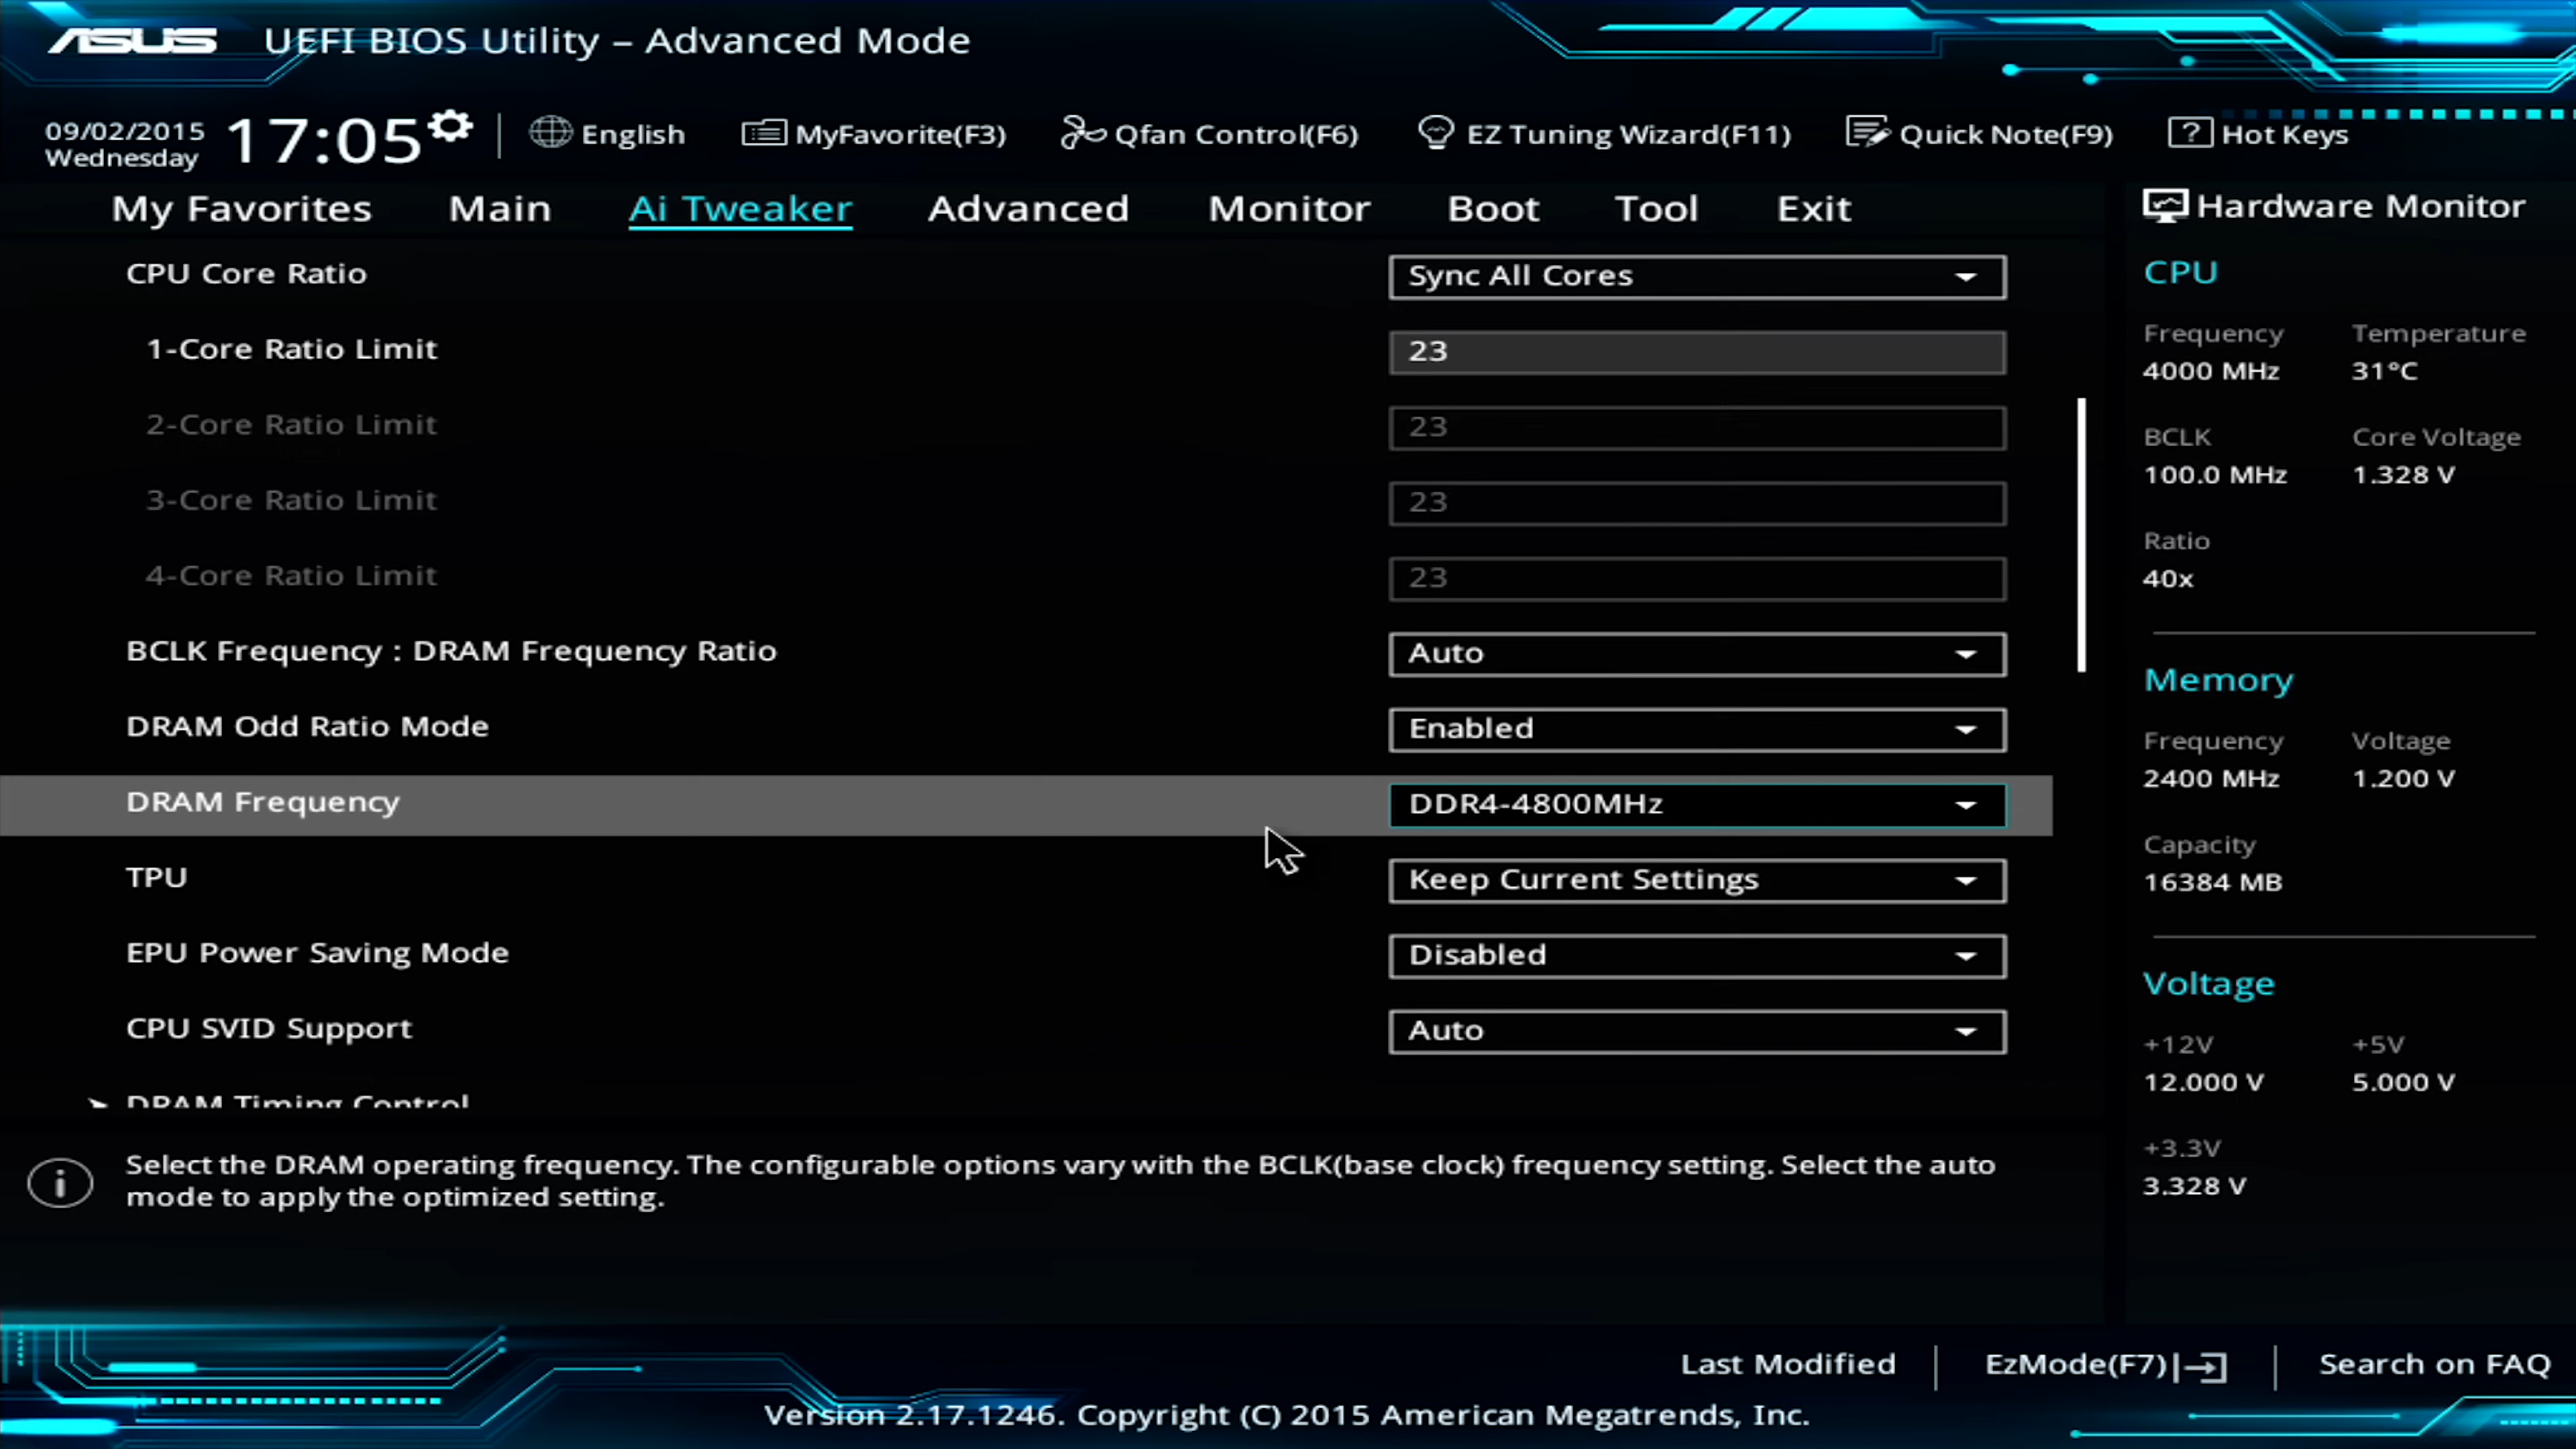 ASUS UEFI BIOS Utility – Advanced Mode
09/02/2015
Wednesday
17:05
English
MyFavorite(F3)
Qfan Control(F6)
EZ Tuning Wizard(F11)
Quick Note(F9)
? Hot Keys
My Favorites
Main
Ai Tweaker
Advanced
Monitor
Boot
Tool
Exit
CPU Core Ratio
Sync All Cores
1-Core Ratio Limit
23
2-Core Ratio Limit
23
3-Core Ratio Limit
23
4-Core Ratio Limit
23
BCLK Frequency : DRAM Frequency Ratio
Auto
DRAM Odd Ratio Mode
Enabled
DRAM Frequency
DDR4-4800MHz
TPU
Keep Current Settings
EPU Power Saving Mode
Disabled
CPU SVID Support
Auto
DRAM Timing Control
i
Select the DRAM operating frequency. The configurable options vary with the BCLK(base clock) frequency setting. Select the auto
mode to apply the optimized setting.
Hardware Monitor
CPU
Frequency Temperature
4000 MHz 31°C
BCLK Core Voltage
100.0 MHz 1.328 V
Ratio
40x
Memory
Frequency Voltage
2400 MHz 1.200 V
Capacity
16384 MB
Voltage
+12V +5V
12.000 V 5.000 V
+3.3V
3.328 V
Last Modified
EzMode(F7)
Search on FAQ
Version 2.17.1246. Copyright (C) 2015 American Megatrends, Inc.